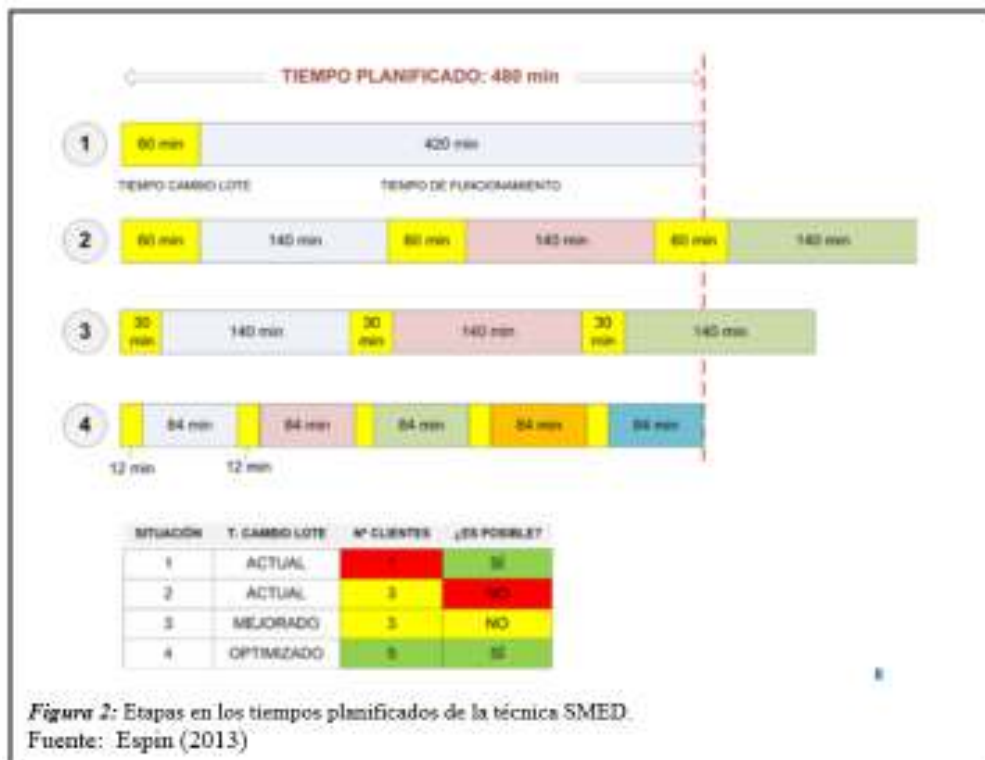 TIEMPO PLANIFICADO: 480 min
1 60 min 420 min
TIEMPO CAMBIO LOTE TIEMPO DE FUNCIONAMIENTO
2 60 min 140 min 60 min 140 min 60 min 140 min
3 30 min 140 min 30 min 140 min 30 min 140 min
4 84 min 84 min 84 min 84 min 84 min
12 min 12 min
SITUACIÓN T. CAMBIO LOTE Nº CLIENTES ¿ES POSIBLE?
1 ACTUAL 1 SÍ
2 ACTUAL 3 NO
3 MEJORADO 3 NO
4 OPTIMIZADO 5 SÍ
Figura 2: Etapas en los tiempos planificados de la técnica SMED.
Fuente: Espin (2013)